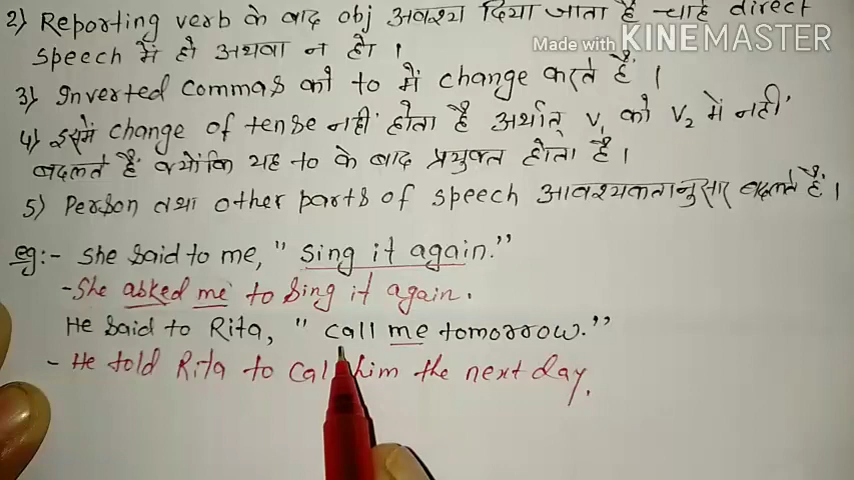 2) Reporting verb के बाद obj अवश्य दिया जाता है चाहे direct
speech में हो अथवा न हो।
Made with KINEMASTER
3) Inverted commas को to में change करते हैं।
4) इसमें change of tense नहीं होता है अर्थात् V₁ को V₂ में नहीं
बदलते हैं क्योंकि यह to के बाद प्रयुक्त होता है।
5) Person तथा other parts of speech आवश्यकतानुसार बदलते हैं।
eg:- She said to me, "sing it again."
- She asked me to sing it again.
He said to Rita, "call me tomorrow."
- He told Rita to call him the next day.